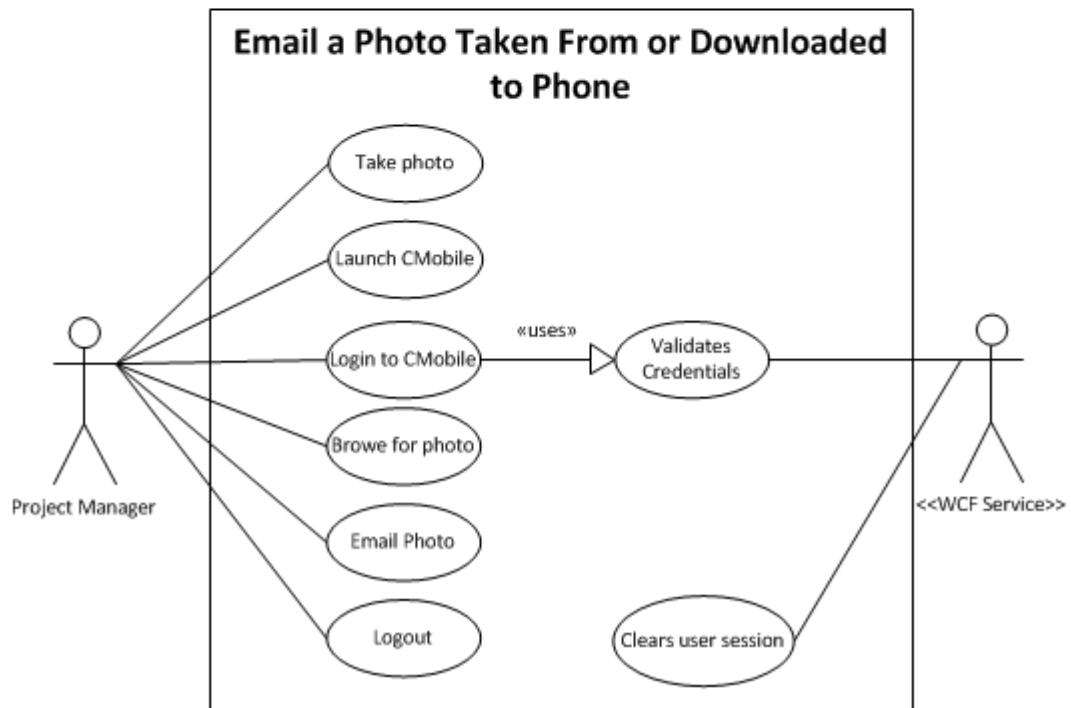 Email a Photo Taken From or Downloaded
to Phone
Take photo
Launch CMobile
«uses»
Login to CMobile
Validates
Credentials
Browe for photo
Project Manager
<<WCF Service>>
Email Photo
Logout
Clears user session